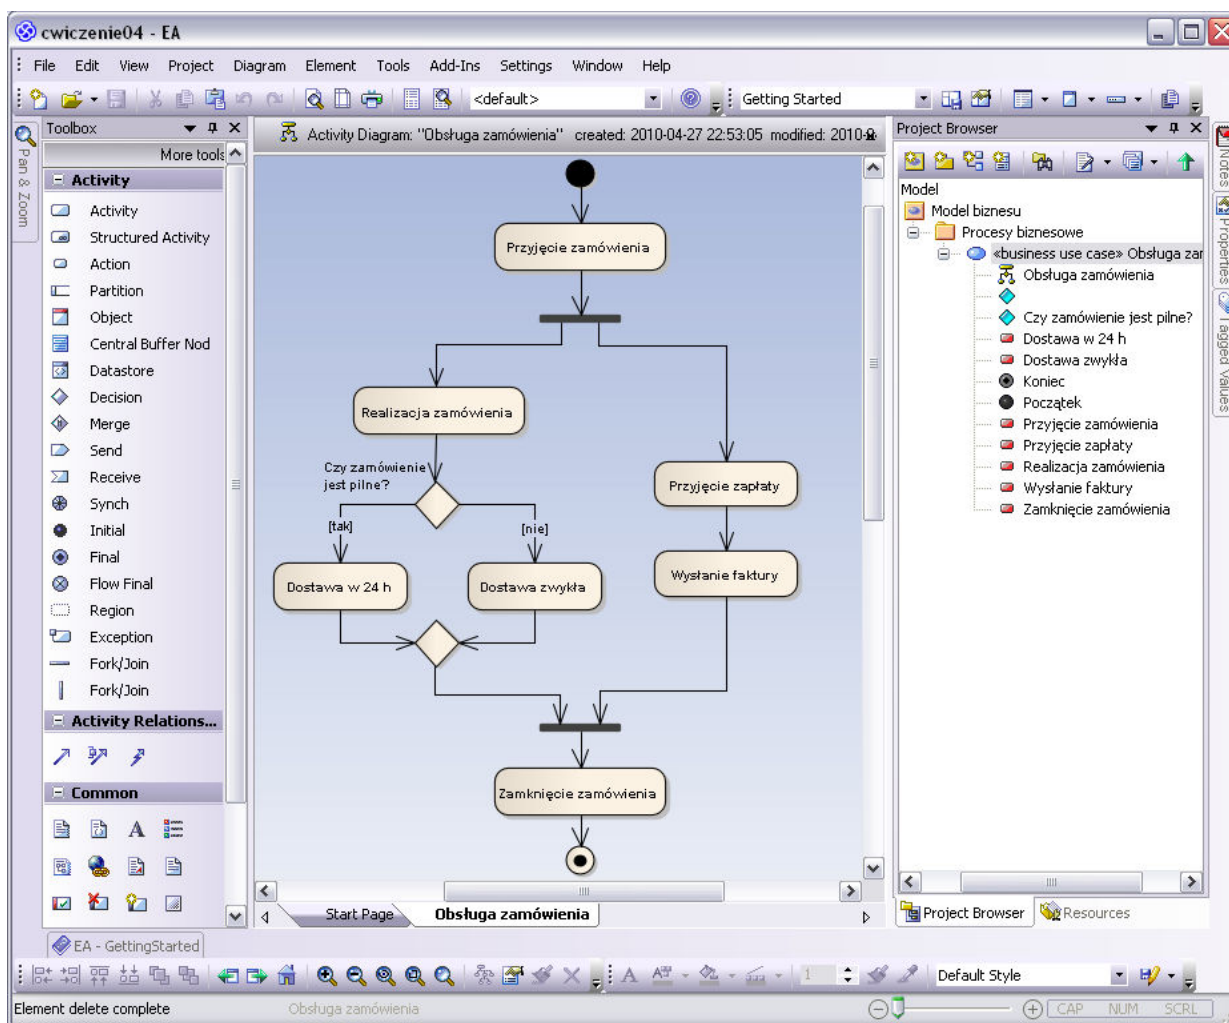 cwiczenie04 - EA
File Edit View Project Diagram Element Tools Add-Ins Settings Window Help
<default> Getting Started
Pan & Zoom
Toolbox
More tools
Activity
Activity
Structured Activity
Action
Partition
Object
Central Buffer Nod
Datastore
Decision
Merge
Send
Receive
Synch
Initial
Final
Flow Final
Region
Exception
Fork/Join
Fork/Join
Activity Relations...
Common
Activity Diagram: "Obsługa zamówienia" created: 2010-04-27 22:53:05 modified: 2010-
Przyjęcie zamówienia
Realizacja zamówienia
Czy zamówienie
jest pilne?
[tak]
[nie]
Dostawa w 24 h
Dostawa zwykła
Przyjęcie zapłaty
Wysłanie faktury
Zamknięcie zamówienia
Start Page Obsługa zamówienia
Project Browser
Model
Model biznesu
Procesy biznesowe
«business use case» Obsługa zar
Obsługa zamówienia
Czy zamówienie jest pilne?
Dostawa w 24 h
Dostawa zwykła
Koniec
Początek
Przyjęcie zamówienia
Przyjęcie zapłaty
Realizacja zamówienia
Wysłanie faktury
Zamknięcie zamówienia
Project Browser Resources
Notes
Properties
Tagged Values
EA - GettingStarted
1 Default Style
Element delete complete Obsługa zamówienia CAP NUM SCRL